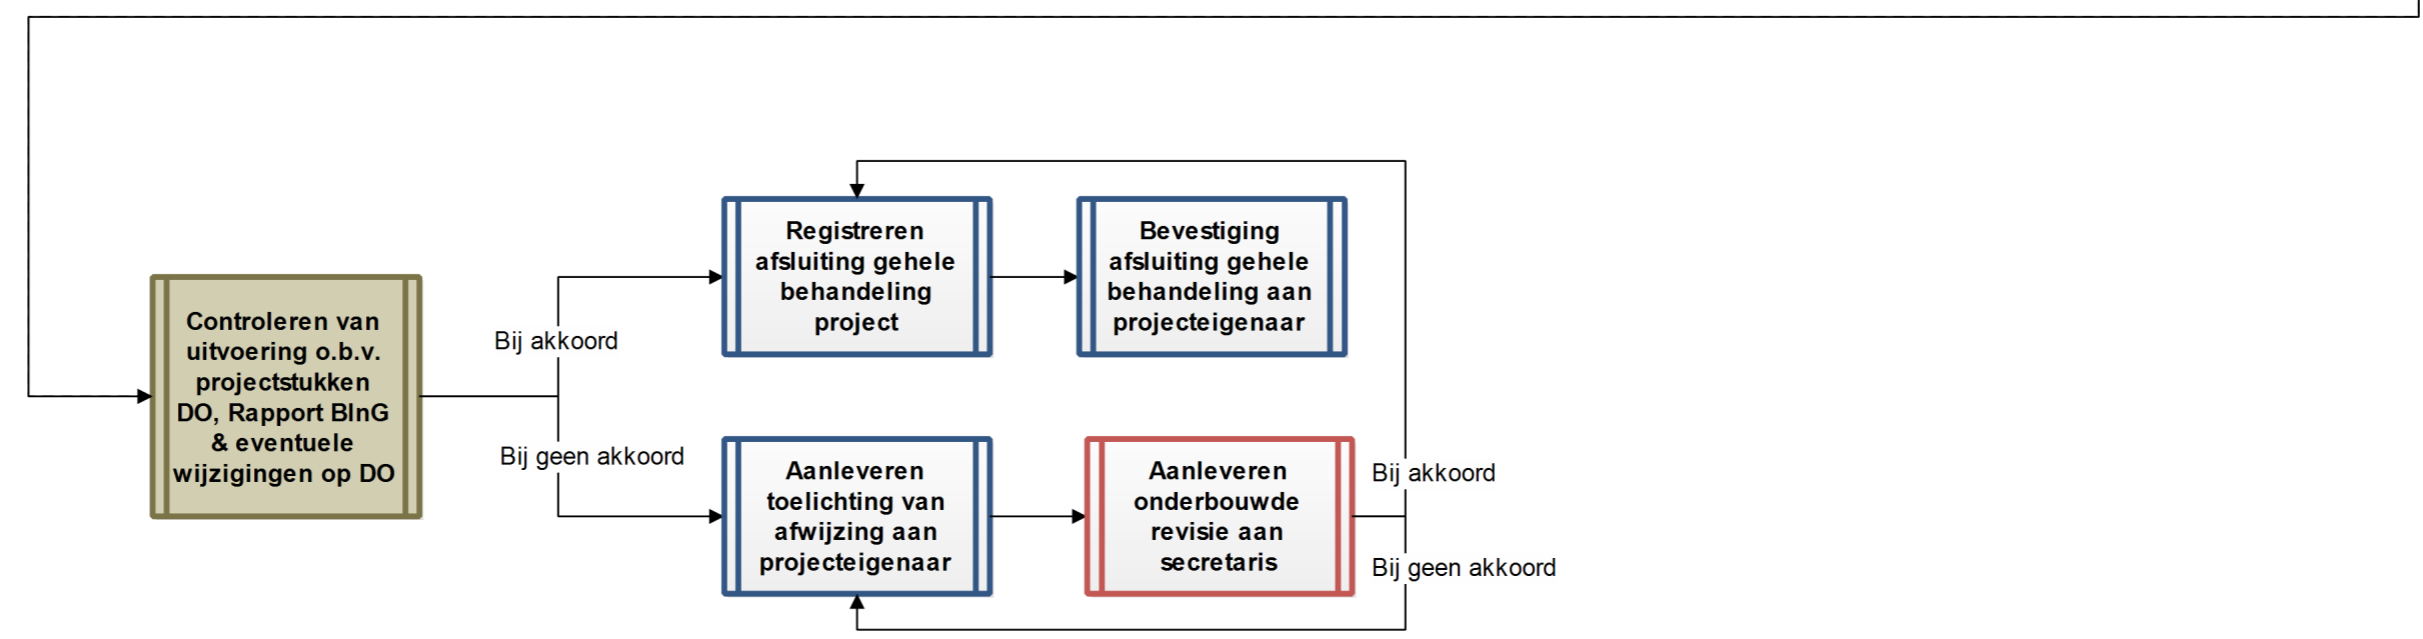 Controleren van
uitvoering o.b.v.
projectstukken
DO, Rapport BInG
& eventuele
wijzigingen op DO
Bij akkoord
Bij geen akkoord
Registreren
afsluiting gehele
behandeling
project
Bevestiging
afsluiting gehele
behandeling aan
projecteigenaar
Aanleveren
toelichting van
afwijzing aan
projecteigenaar
Aanleveren
onderbouwde
revisie aan
secretaris
Bij akkoord
Bij geen akkoord